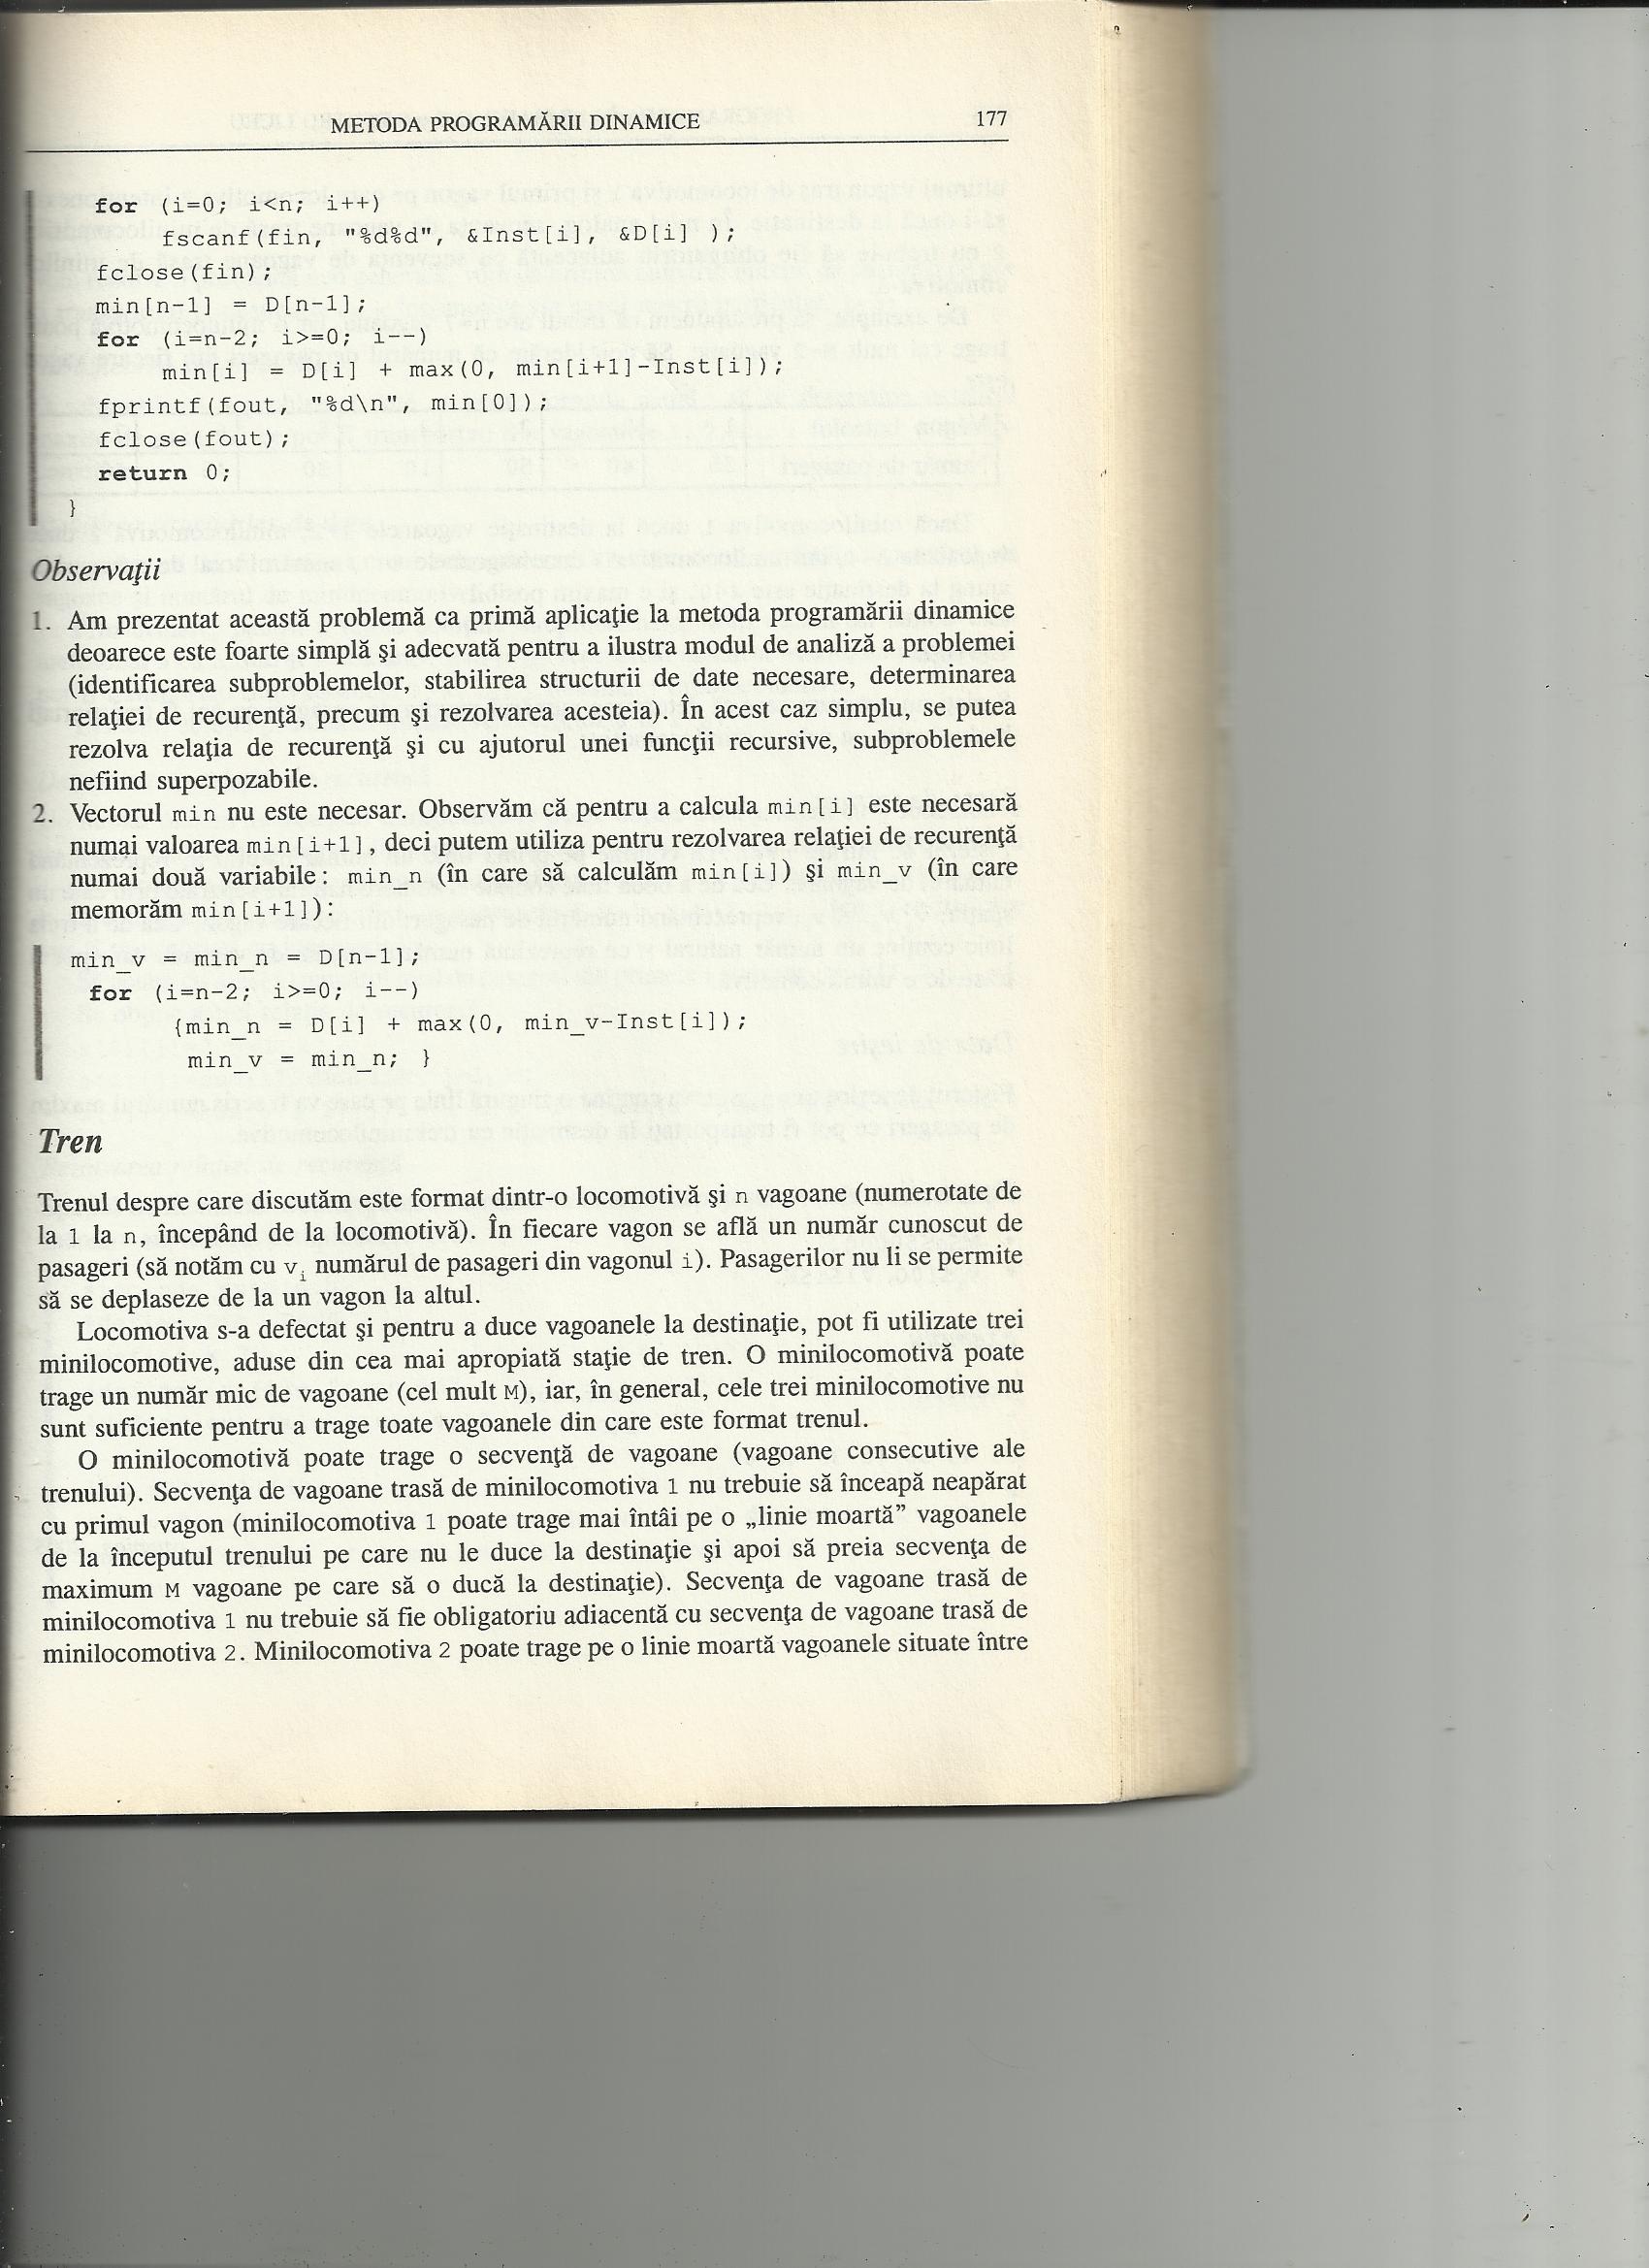 METODA PROGRAMĂRII DINAMICE 177
for (i=0; i<n; i++)
fscanf(fin, "%d%d", &Inst[i], &D[i] );
fclose(fin);
min[n-1] = D[n-1];
for (i=n-2; i>=0; i--)
min[i] = D[i] + max(0, min[i+1]-Inst[i]);
fprintf(fout, "%d\n", min[0]);
fclose(fout);
return 0;
}
Observaţii
1. Am prezentat această problemă ca primă aplicaţie la metoda programării dinamice
deoarece este foarte simplă şi adecvată pentru a ilustra modul de analiză a problemei
(identificarea subproblemelor, stabilirea structurii de date necesare, determinarea
relaţiei de recurenţă, precum şi rezolvarea acesteia). În acest caz simplu, se putea
rezolva relaţia de recurenţă şi cu ajutorul unei funcţii recursive, subproblemele
nefiind superpozabile.
2. Vectorul min nu este necesar. Observăm că pentru a calcula min[i] este necesară
numai valoarea min[i+1], deci putem utiliza pentru rezolvarea relaţiei de recurenţă
numai două variabile: min_n (în care să calculăm min[i]) şi min_v (în care
memorăm min[i+1]):
min_v = min_n = D[n-1];
for (i=n-2; i>=0; i--)
{min_n = D[i] + max(0, min_v-Inst[i]);
min_v = min_n; }
Tren
Trenul despre care discutăm este format dintr-o locomotivă şi n vagoane (numerotate de
la 1 la n, începând de la locomotivă). În fiecare vagon se află un număr cunoscut de
pasageri (să notăm cu vi numărul de pasageri din vagonul i). Pasagerilor nu li se permite
să se deplaseze de la un vagon la altul.
Locomotiva s-a defectat şi pentru a duce vagoanele la destinaţie, pot fi utilizate trei
minilocomotive, aduse din cea mai apropiată staţie de tren. O minilocomotivă poate
trage un număr mic de vagoane (cel mult M), iar, în general, cele trei minilocomotive nu
sunt suficiente pentru a trage toate vagoanele din care este format trenul.
O minilocomotivă poate trage o secvenţă de vagoane (vagoane consecutive ale
trenului). Secvenţa de vagoane trasă de minilocomotiva 1 nu trebuie să înceapă neapărat
cu primul vagon (minilocomotiva 1 poate trage mai întâi pe o „linie moartă” vagoanele
de la începutul trenului pe care nu le duce la destinaţie şi apoi să preia secvenţa de
maximum M vagoane pe care să o ducă la destinaţie). Secvenţa de vagoane trasă de
minilocomotiva 1 nu trebuie să fie obligatoriu adiacentă cu secvenţa de vagoane trasă de
minilocomotiva 2. Minilocomotiva 2 poate trage pe o linie moartă vagoanele situate între